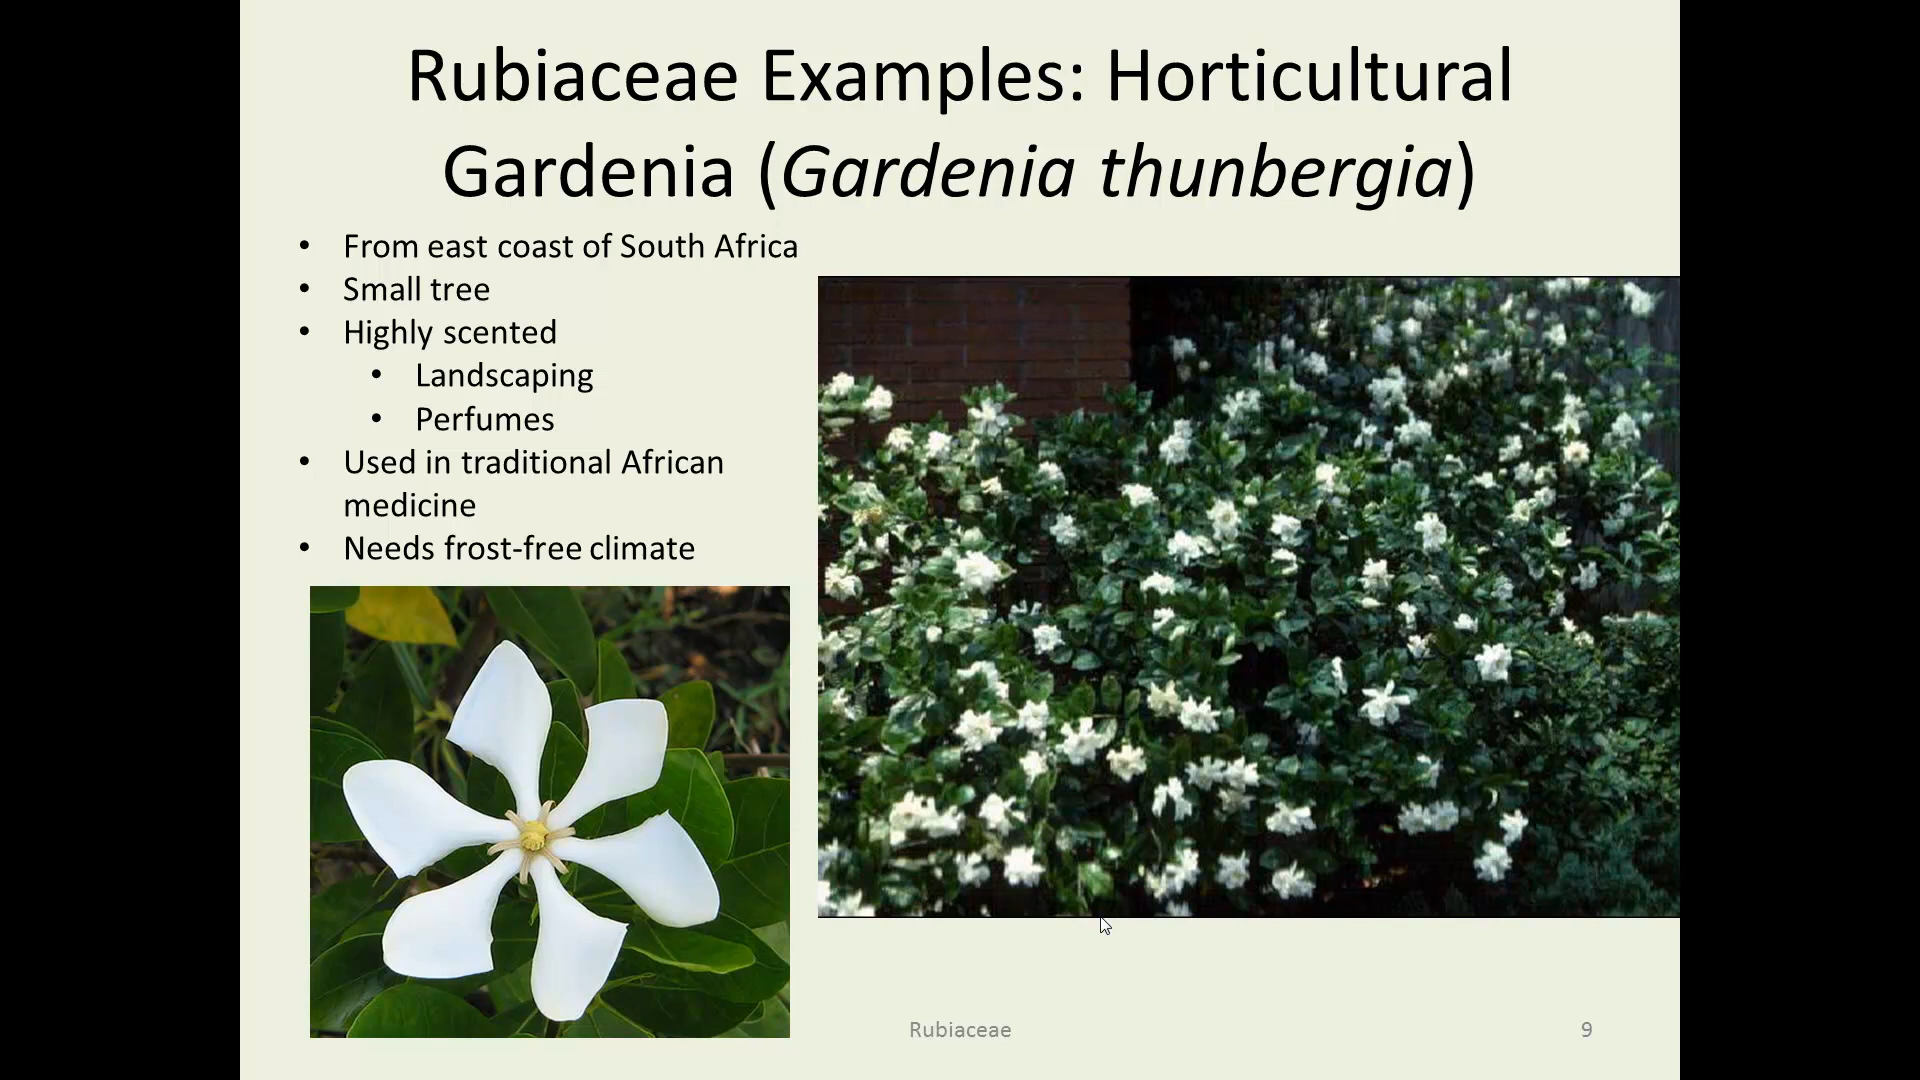 Rubiaceae Examples: Horticultural
Gardenia (Gardenia thunbergia)
• From east coast of South Africa
• Small tree
• Highly scented
• Landscaping
• Perfumes
• Used in traditional African
medicine
• Needs frost-free climate
Rubiaceae
9